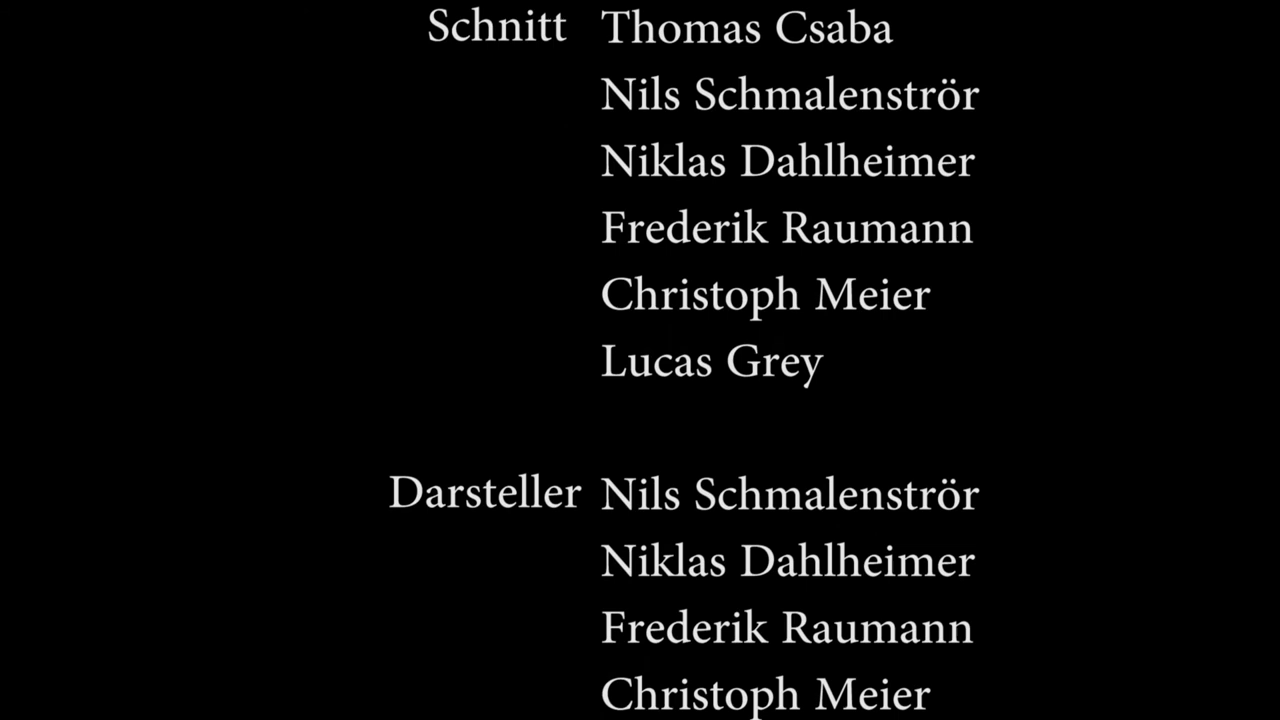 Schnitt Thomas Csaba
Nils Schmalenströr
Niklas Dahlheimer
Frederik Raumann
Christoph Meier
Lucas Grey
Darsteller Nils Schmalenströr
Niklas Dahlheimer
Frederik Raumann
Christoph Meier